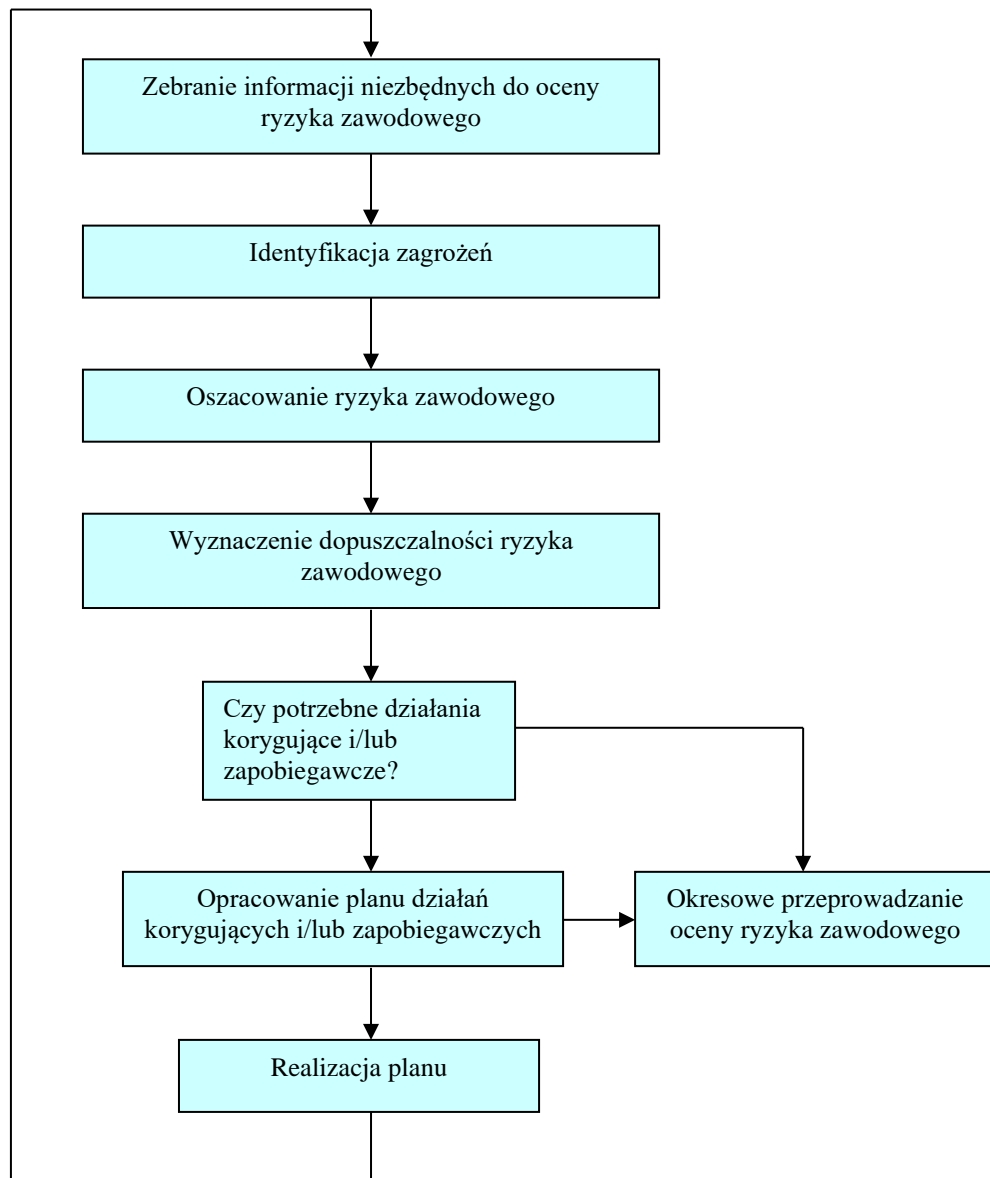 Zebranie informacji niezbędnych do oceny
ryzyka zawodowego
Identyfikacja zagrożeń
Oszacowanie ryzyka zawodowego
Wyznaczenie dopuszczalności ryzyka
zawodowego
Czy potrzebne działania
korygujące i/lub
zapobiegawcze?
Opracowanie planu działań
korygujących i/lub zapobiegawczych
Okresowe przeprowadzanie
oceny ryzyka zawodowego
Realizacja planu